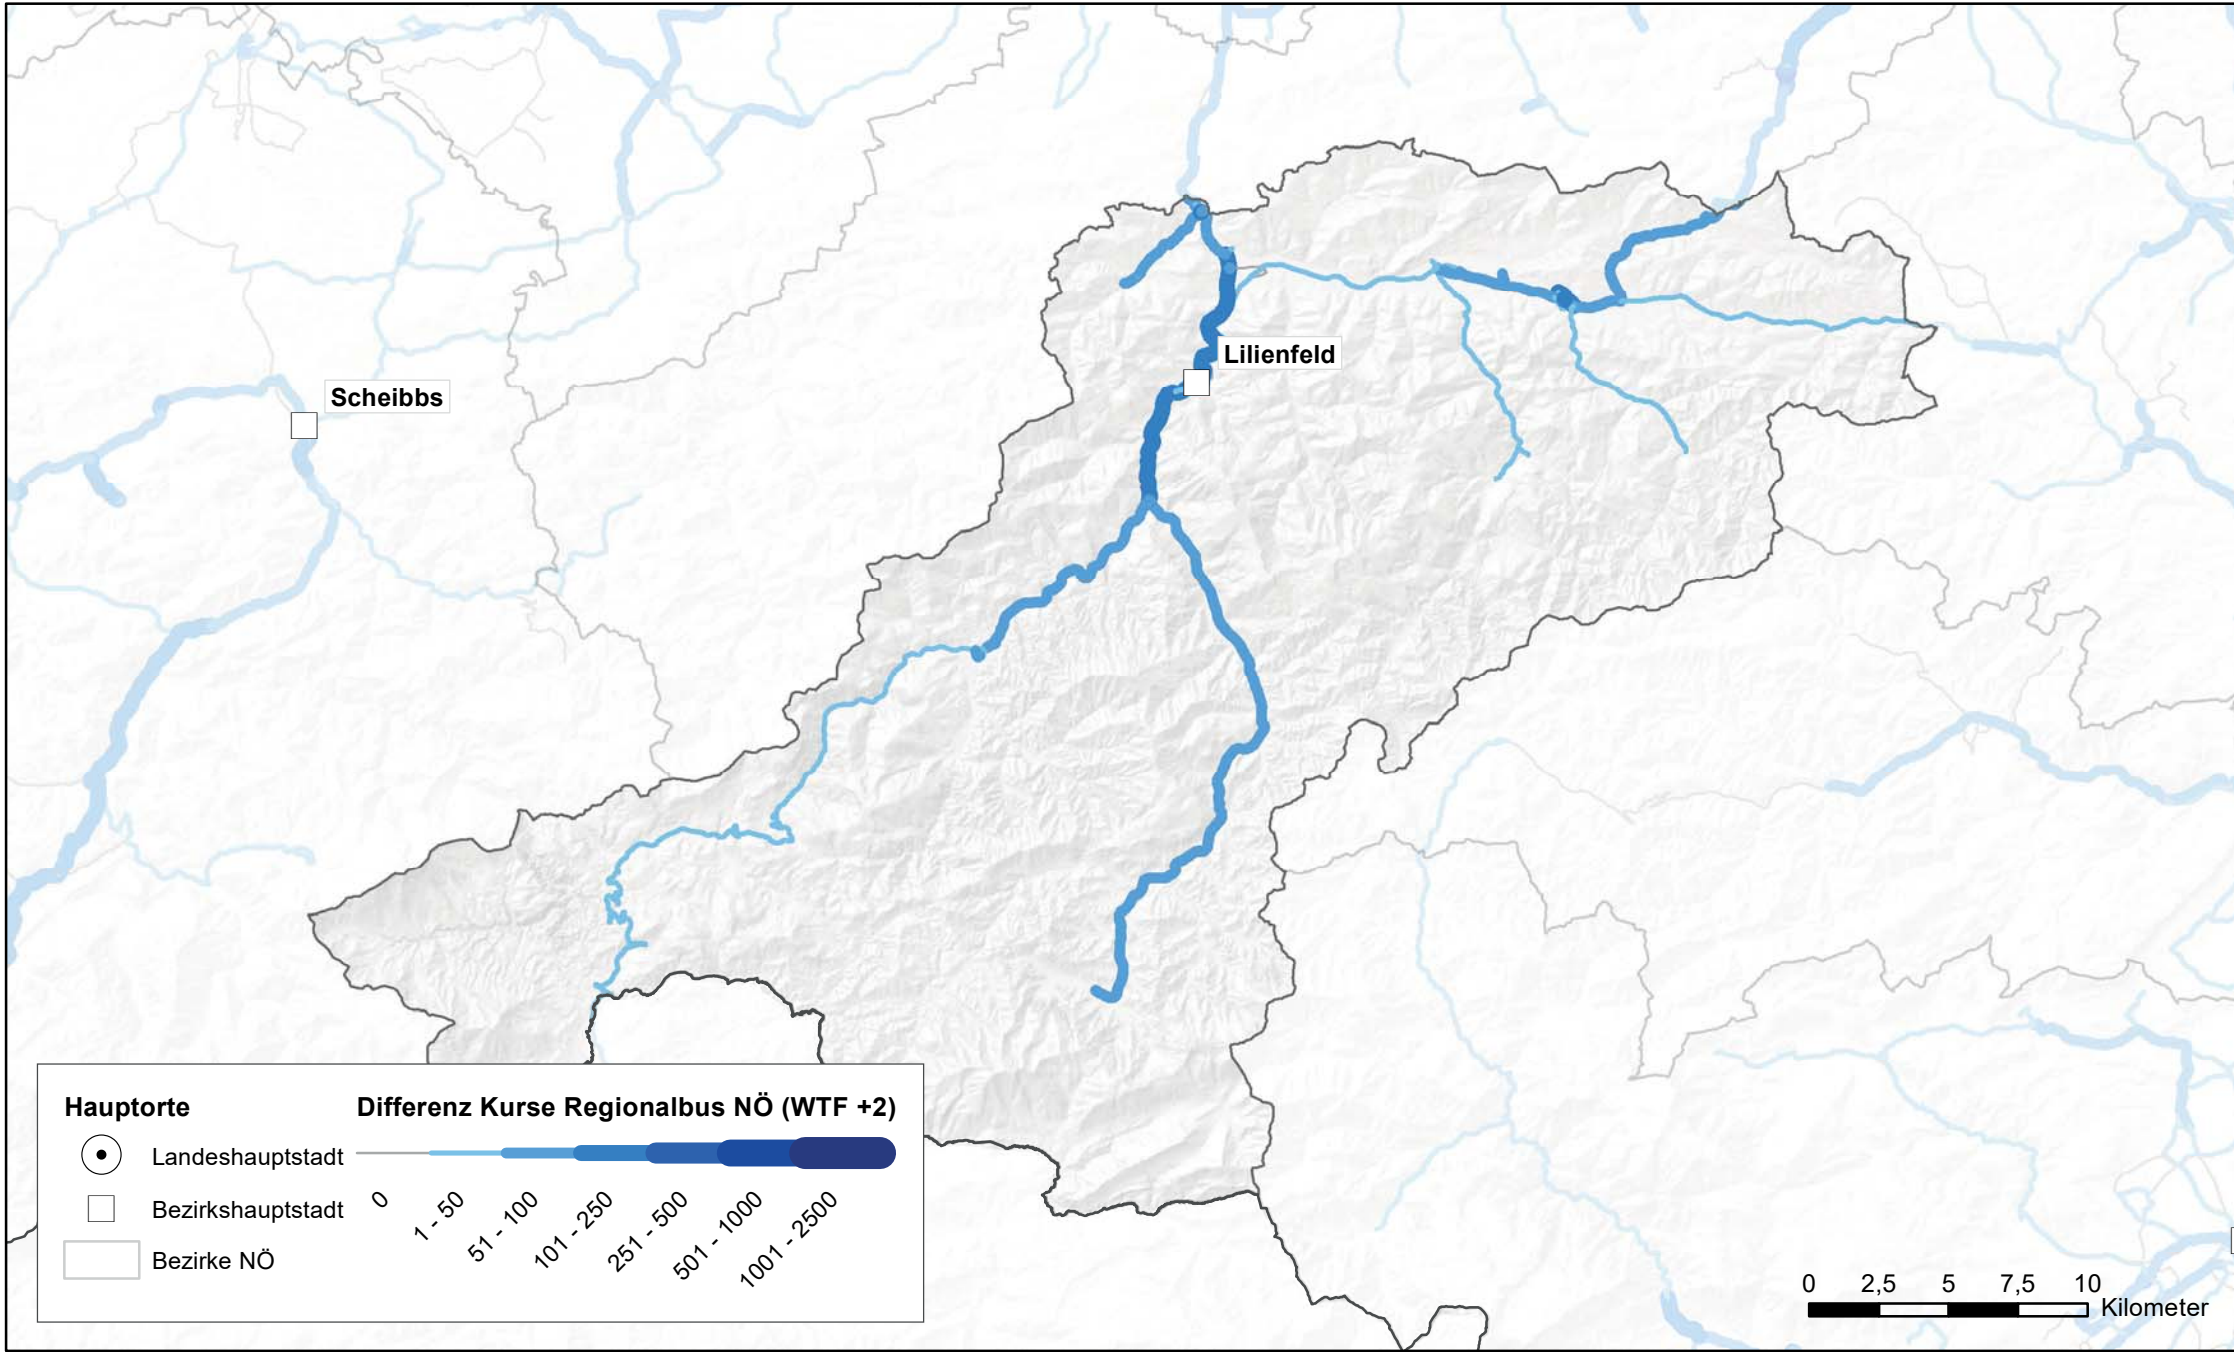 Lilienfeld
Scheibbs
Hauptorte
Landeshauptstadt
Bezirkshauptstadt
Bezirke NÖ
Differenz Kurse Regionalbus NÖ (WTF +2)
0
1 - 50
51 - 100
101 - 250
251 - 500
501 - 1000
1001 - 2500
0 2,5 5 7,5 10
Kilometer